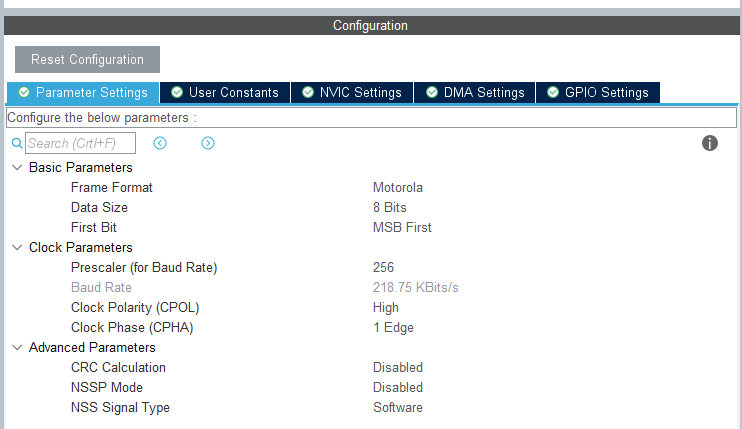 Configuration
Reset Configuration
Parameter Settings User Constants NVIC Settings DMA Settings GPIO Settings
Configure the below parameters :
Search (Crtl+F)
Basic Parameters
Frame Format Motorola
Data Size 8 Bits
First Bit MSB First
Clock Parameters
Prescaler (for Baud Rate) 256
Baud Rate 218.75 KBits/s
Clock Polarity (CPOL) High
Clock Phase (CPHA) 1 Edge
Advanced Parameters
CRC Calculation Disabled
NSSP Mode Disabled
NSS Signal Type Software